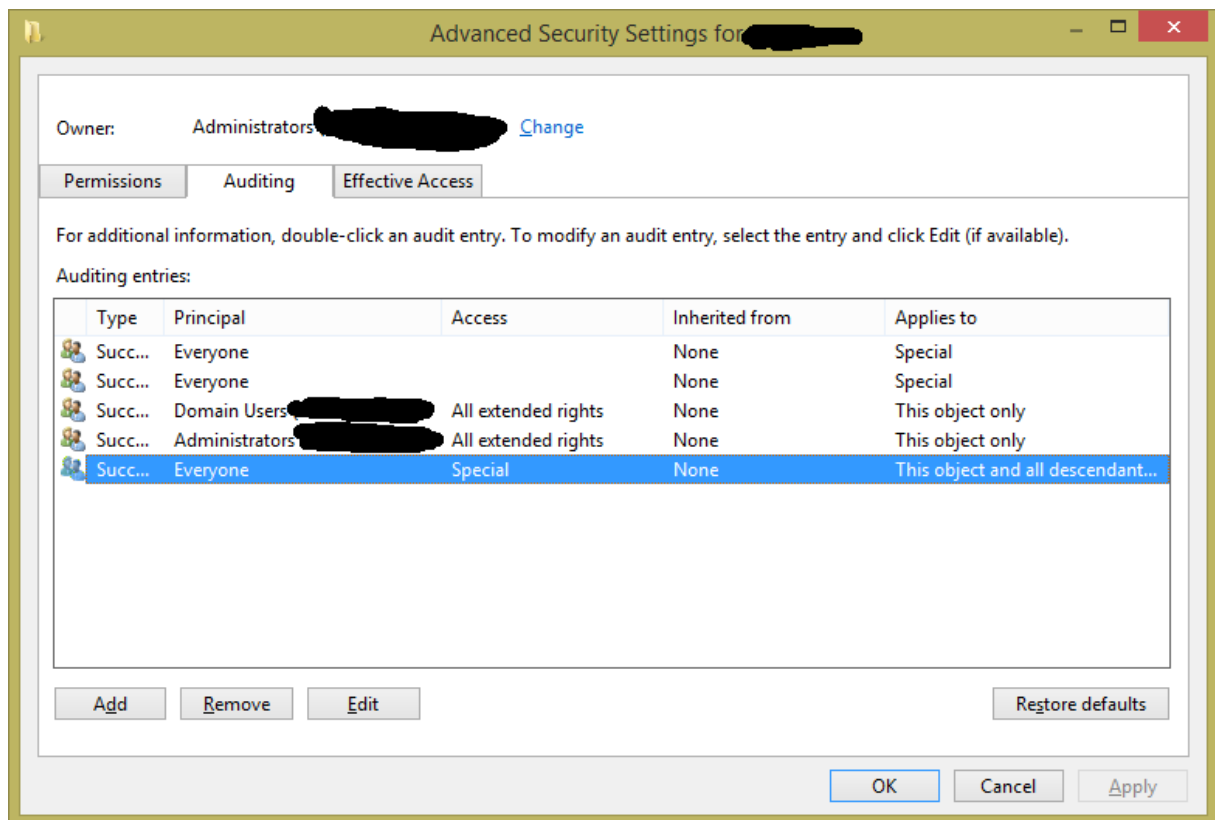 Advanced Security Settings for
Owner: Administrators Change
Permissions Auditing Effective Access
For additional information, double-click an audit entry. To modify an audit entry, select the entry and click Edit (if available).
Auditing entries:
Type Principal Access Inherited from Applies to
Succ... Everyone None Special
Succ... Everyone None Special
Succ... Domain Users All extended rights None This object only
Succ... Administrators All extended rights None This object only
Succ... Everyone Special None This object and all descendant...
Add Remove Edit Restore defaults
OK Cancel Apply